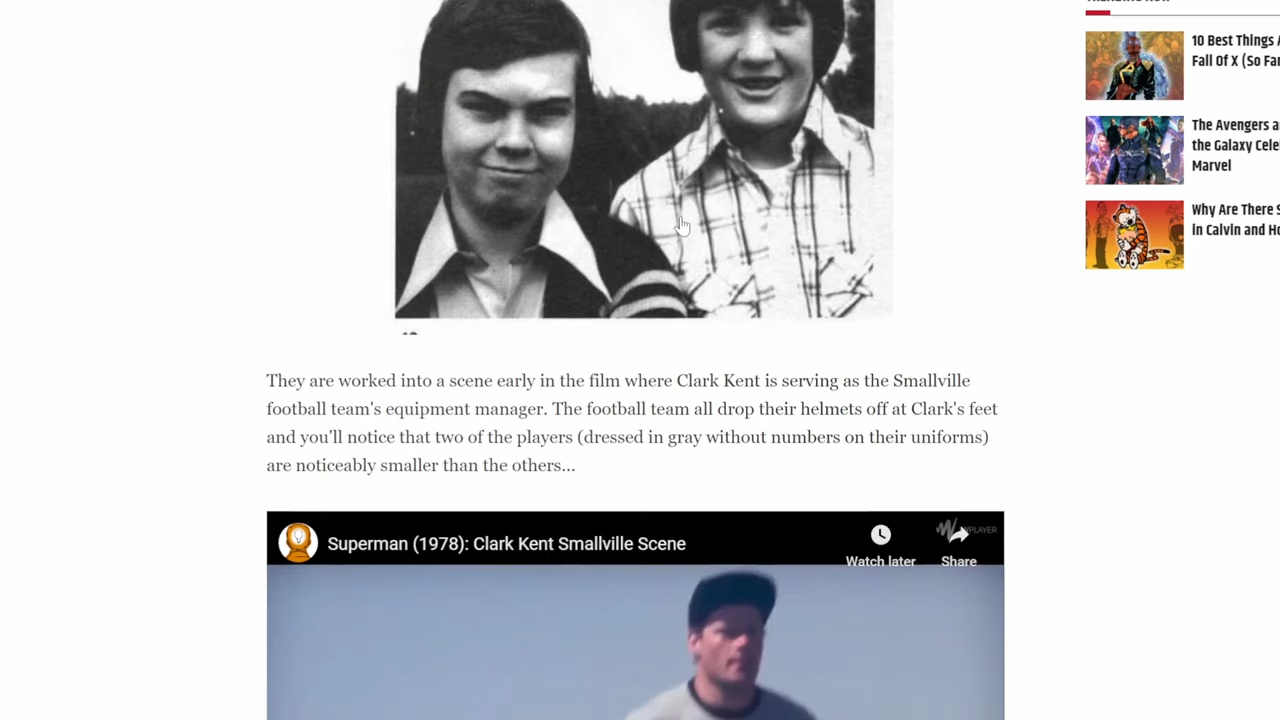 10 Best Things
Fall Of X (So Fa
The Avengers a
the Galaxy Cele
Marvel
Why Are There S
In Calvin and Ho
They are worked into a scene early in the film where Clark Kent is serving as the Smallville
football team's equipment manager. The football team all drop their helmets off at Clark's feet
and you'll notice that two of the players (dressed in gray without numbers on their uniforms)
are noticeably smaller than the others...
Superman (1978): Clark Kent Smallville Scene
Watch later
Share
PLAYER